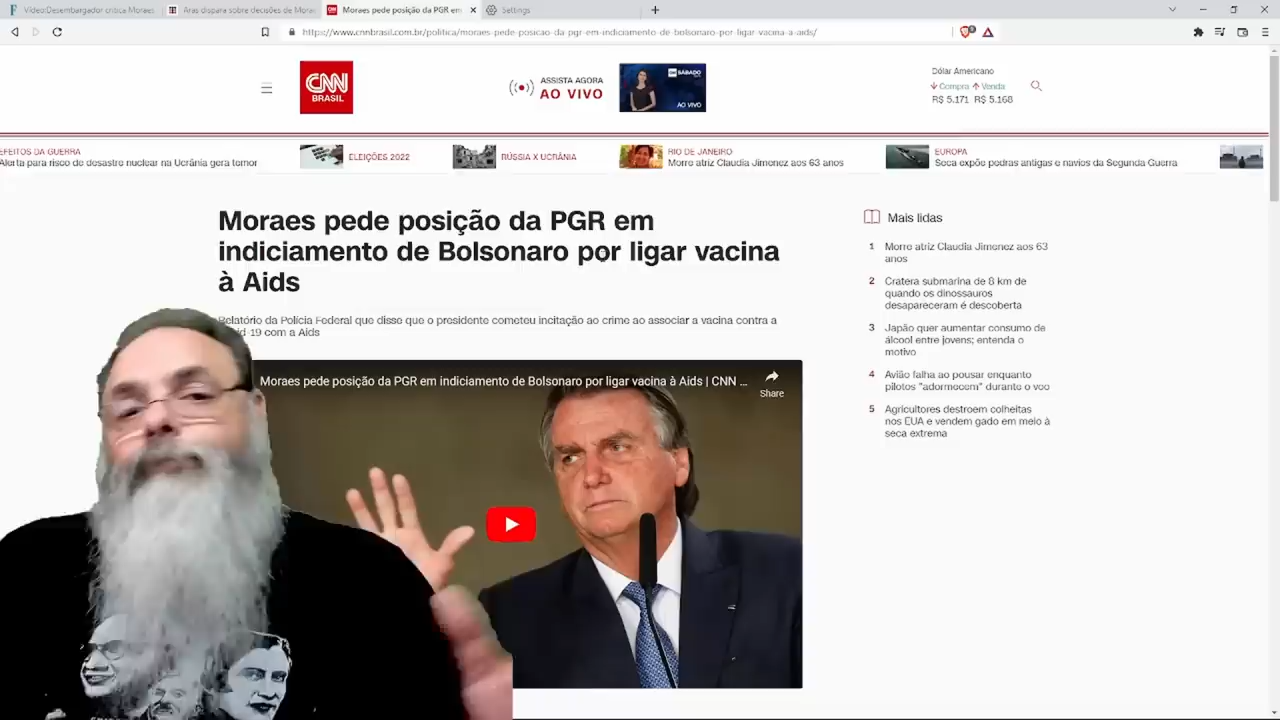 Vídeo:Desembargador critica Moraes
Aras dispara sobre decisões de Morae
Moraes pede posição da PGR em
Settings
http://www.cnnbrasil.com.br/politica/moraes-pede-posicao-da-pgr-em-indiciamento-de-bolsonaro-por-ligar-vacina-a-aids/
CNN
BRASIL
ASSISTA AGORA
AO VIVO
CNN SÁBADO
AO VIVO
Dólar Americano
Compra Venda
R$ 5,171 R$ 5,168
EFEITOS DA GUERRA
Alerta para risco de desastre nuclear na Ucrânia gera temor
ELEIÇÕES 2022
RÚSSIA X UCRÂNIA
RIO DE JANEIRO
Morre atriz Claudia Jimenez aos 63 anos
EUROPA
Seca expõe pedras antigas e navios da Segunda Guerra
Moraes pede posição da PGR em
indiciamento de Bolsonaro por ligar vacina
à Aids
Relatório da Polícia Federal que disse que o presidente cometeu incitação ao crime ao associar a vacina contra a
id-19 com a Aids
Moraes pede posição da PGR em indiciamento de Bolsonaro por ligar vacina à Aids | CNN ...
Share
Mais lidas
1 Morre atriz Claudia Jimenez aos 63
anos
2 Cratera submarina de 8 km de
quando os dinossauros
desapareceram é descoberta
3 Japão quer aumentar consumo de
álcool entre jovens; entenda o
motivo
4 Avião falha ao pousar enquanto
pilotos "adormecem" durante o voo
5 Agricultores destroem colheitas
nos EUA e vendem gado em meio à
seca extrema